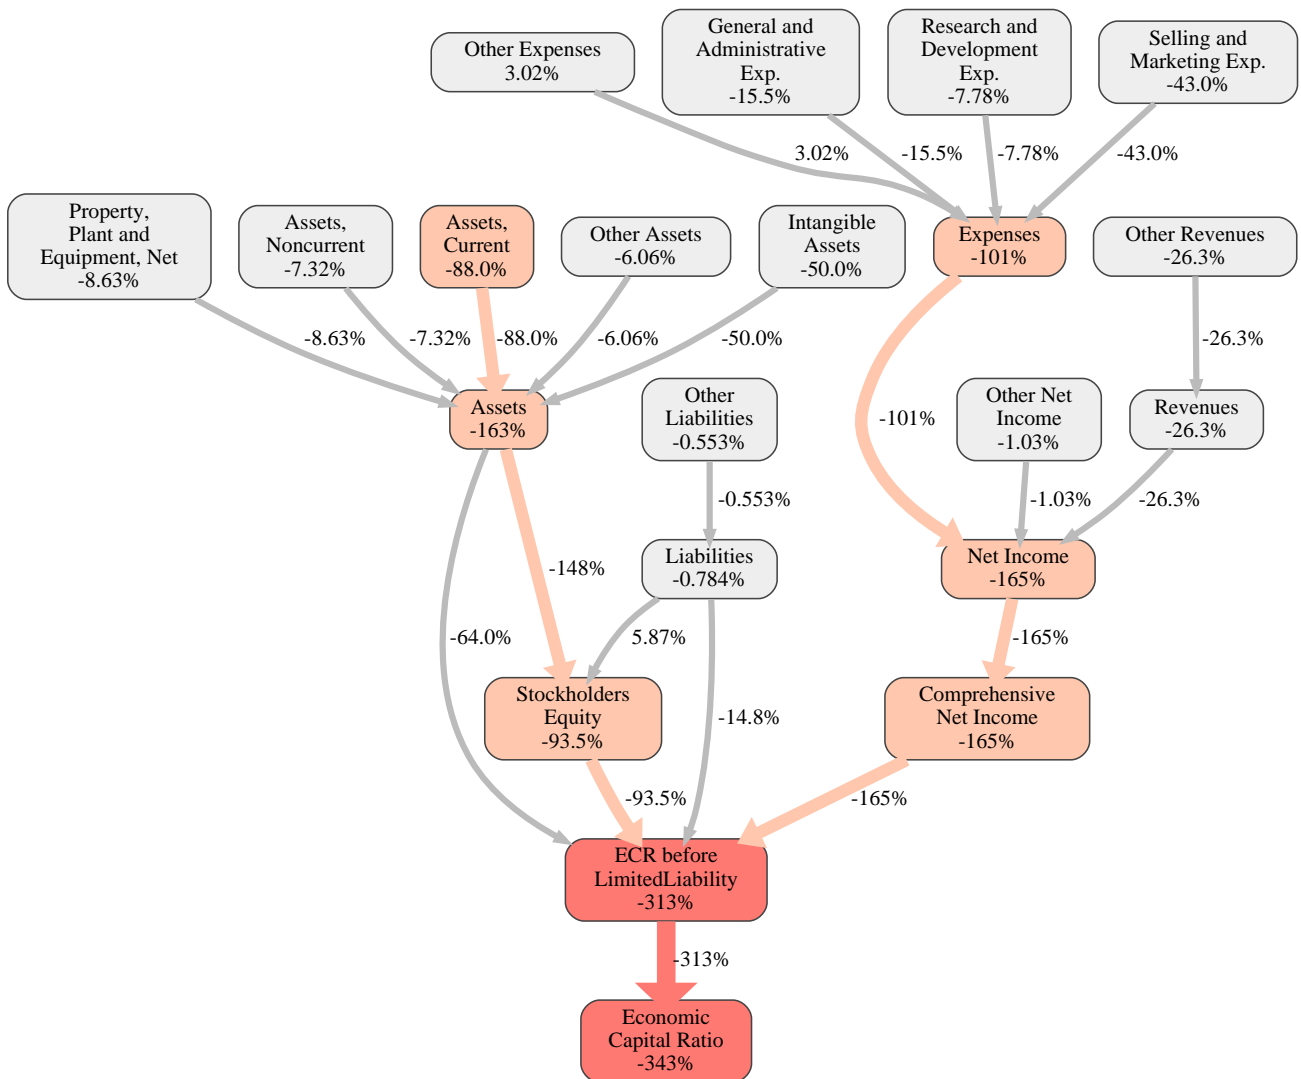 Other Expenses
3.02%
General and
Administrative
Exp.
-15.5%
Research and
Development
Exp.
-7.78%
Selling and
Marketing Exp.
-43.0%
3.02%
-15.5%
-7.78%
-43.0%
Property,
Plant and
Equipment, Net
-8.63%
Assets,
Noncurrent
-7.32%
Assets,
Current
-88.0%
Other Assets
-6.06%
Intangible
Assets
-50.0%
Expenses
-101%
Other Revenues
-26.3%
-8.63%
-7.32%
-88.0%
-6.06%
-50.0%
-26.3%
Assets
-163%
Other
Liabilities
-0.553%
-101%
Other Net
Income
-1.03%
Revenues
-26.3%
-0.553%
-1.03%
-26.3%
-148%
Liabilities
-0.784%
Net Income
-165%
-64.0%
5.87%
-165%
Stockholders
Equity
-93.5%
-14.8%
Comprehensive
Net Income
-165%
-93.5%
-165%
ECR before
LimitedLiability
-313%
-313%
Economic
Capital Ratio
-343%